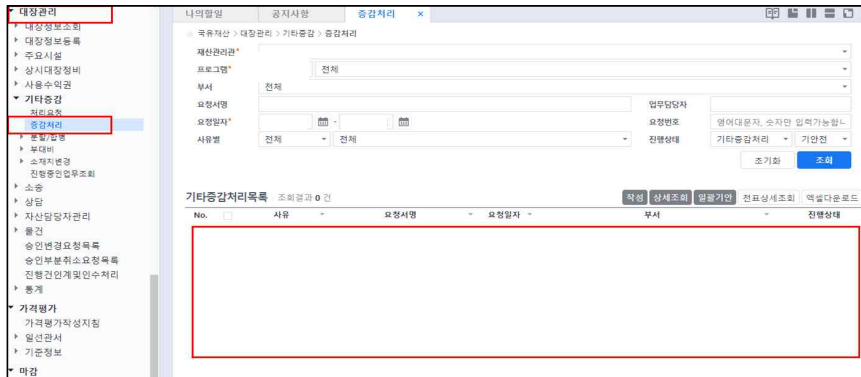 대장관리
대장정보조회
대장정보등록
주요시설
상시대장정비
사용수익권
기타증감
처리요청
증감처리
분할/합병
부대비
소재지변경
진행중인업무조회
소송
상담
자산담당자관리
물건
승인변경요청목록
승인부분취소요청목록
진행건인계및인수처리
통계
가격평가
가격평가작성지침
일선관서
기준정보
마감
나의할일 공지사항 증감처리 ×
국유재산 > 대장관리 > 기타증감 > 증감처리
재산관리관*
프로그램* 전체
부서 전체
요청서명 업무담당자
요청일자* - 요청번호 영어대문자, 숫자만 입력가능합니
사유별 전체 전체 진행상태 기타증감처리 기안전
초기화 조회
기타증감처리목록 조회결과 0 건 작성 상세조회 일괄기안 전표상세조회 엑셀다운로드
No. 사유 요청서명 요청일자 부서 진행상태